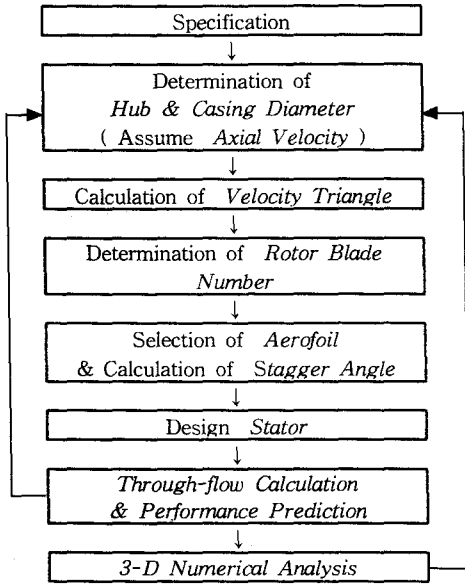 Specification
↓
Determination of
Hub & Casing Diameter
( Assume Axial Velocity )
↓
Calculation of Velocity Triangle
↓
Determination of Rotor Blade
Number
↓
Selection of Aerofoil
& Calculation of Stagger Angle
↓
Design Stator
↓
Through-flow Calculation
& Performance Prediction
↓
3-D Numerical Analysis